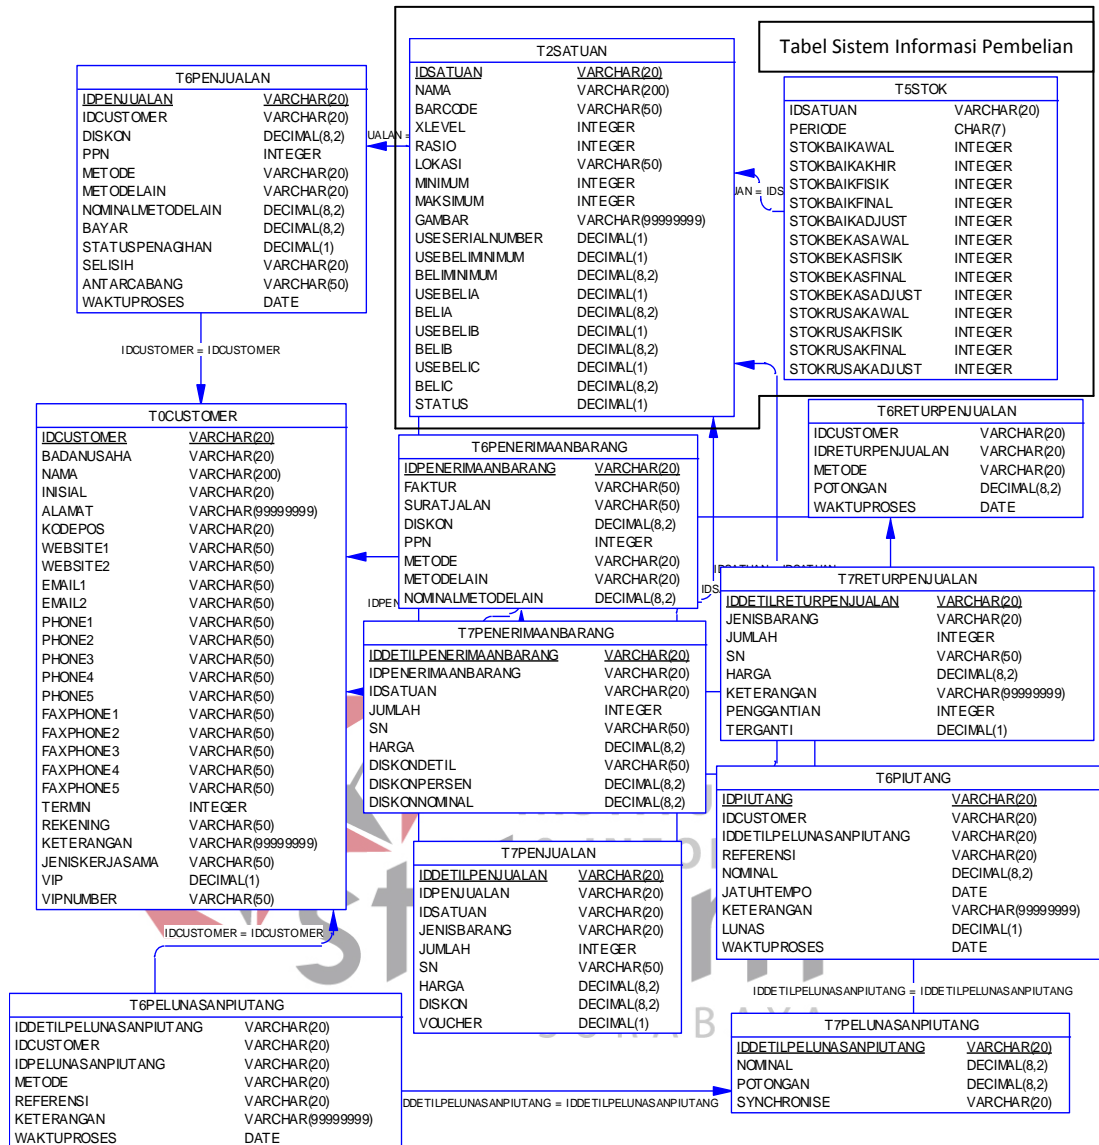 Tabel Sistem Informasi Pembelian
T6PENJUALAN
IDPENJUALAN VARCHAR(20)
IDCUSTOMER VARCHAR(20)
DISKON DECIMAL(8,2)
PPN INTEGER
METODE VARCHAR(20)
METODELAIN VARCHAR(20)
NOMINALMETODELAIN DECIMAL(8,2)
BAYAR DECIMAL(8,2)
STATUSPENAGIHAN DECIMAL(1)
SELISIH VARCHAR(20)
ANTARCABANG VARCHAR(50)
WAKTUPROSES DATE
UALAN =
T2SATUAN
IDSATUAN VARCHAR(20)
NAMA VARCHAR(200)
BARCODE VARCHAR(50)
XLEVEL INTEGER
RASIO INTEGER
LOKASI VARCHAR(50)
MINIMUM INTEGER
MAKSIMUM INTEGER
GAMBAR VARCHAR(99999999)
USESERIALNUMBER DECIMAL(1)
USEBELIMINIMUM DECIMAL(1)
BELIMINIMUM DECIMAL(8,2)
USEBELIA DECIMAL(1)
BELIA DECIMAL(8,2)
USEBELIB DECIMAL(1)
BELIB DECIMAL(8,2)
USEBELIC DECIMAL(1)
BELIC DECIMAL(8,2)
STATUS DECIMAL(1)
T5STOK
IDSATUAN VARCHAR(20)
PERIODE CHAR(7)
STOKBAIKAWAL INTEGER
STOKBAIKAKHIR INTEGER
STOKBAIKFISIK INTEGER
STOKBAIKFINAL INTEGER
STOKBAIKADJUST INTEGER
STOKBEKASAWAL INTEGER
STOKBEKASFISIK INTEGER
STOKBEKASFINAL INTEGER
STOKBEKASADJUST INTEGER
STOKRUSAKAWAL INTEGER
STOKRUSAKFISIK INTEGER
STOKRUSAKFINAL INTEGER
STOKRUSAKADJUST INTEGER
= IDS
IDCUSTOMER = IDCUSTOMER
T0CUSTOMER
IDCUSTOMER VARCHAR(20)
BADANUSAHA VARCHAR(20)
NAMA VARCHAR(200)
INISIAL VARCHAR(20)
ALAMAT VARCHAR(99999999)
KODEPOS VARCHAR(20)
WEBSITE1 VARCHAR(50)
WEBSITE2 VARCHAR(50)
EMAIL1 VARCHAR(50)
EMAIL2 VARCHAR(50)
PHONE1 VARCHAR(50)
PHONE2 VARCHAR(50)
PHONE3 VARCHAR(50)
PHONE4 VARCHAR(50)
PHONE5 VARCHAR(50)
FAXPHONE1 VARCHAR(50)
FAXPHONE2 VARCHAR(50)
FAXPHONE3 VARCHAR(50)
FAXPHONE4 VARCHAR(50)
FAXPHONE5 VARCHAR(50)
TERMIN INTEGER
REKENING VARCHAR(50)
KETERANGAN VARCHAR(99999999)
JENISKERJASAMA VARCHAR(50)
VIP DECIMAL(1)
VIPNUMBER VARCHAR(50)
T6PENERIMAANBARANG
IDPENERIMAANBARANG VARCHAR(20)
FAKTUR VARCHAR(50)
SURATJALAN VARCHAR(50)
DISKON DECIMAL(8,2)
PPN INTEGER
METODE VARCHAR(20)
METODELAIN VARCHAR(20)
NOMINALMETODELAIN DECIMAL(8,2)
T6RETURPENJUALAN
IDCUSTOMER VARCHAR(20)
IDRETURPENJUALAN VARCHAR(20)
METODE VARCHAR(20)
POTONGAN DECIMAL(8,2)
WAKTUPROSES DATE
IDPEN
T7PENERIMAANBARANG
IDDETILPENERIMAANBARANG VARCHAR(20)
IDPENERIMAANBARANG VARCHAR(20)
IDSATUAN VARCHAR(20)
JUMLAH INTEGER
SN VARCHAR(50)
HARGA DECIMAL(8,2)
DISKONDETIL VARCHAR(50)
DISKONPERSEN DECIMAL(8,2)
DISKONNOMINAL DECIMAL(8,2)
T7RETURPENJUALAN
IDDETILRETURPENJUALAN VARCHAR(20)
JENISBARANG VARCHAR(20)
JUMLAH INTEGER
SN VARCHAR(50)
HARGA DECIMAL(8,2)
KETERANGAN VARCHAR(99999999)
PENGGANTIAN INTEGER
TERGANTI DECIMAL(1)
T6PIUTANG
IDPIUTANG VARCHAR(20)
IDCUSTOMER VARCHAR(20)
IDDETILPELUNASANPIUTANG VARCHAR(20)
REFERENSI VARCHAR(20)
NOMINAL DECIMAL(8,2)
JATUHTEMPO DATE
KETERANGAN VARCHAR(99999999)
LUNAS DECIMAL(1)
WAKTUPROSES DATE
T7PENJUALAN
IDDETILPENJUALAN VARCHAR(20)
IDPENJUALAN VARCHAR(20)
IDSATUAN VARCHAR(20)
JENISBARANG VARCHAR(20)
JUMLAH INTEGER
SN VARCHAR(50)
HARGA DECIMAL(8,2)
DISKON DECIMAL(8,2)
VOUCHER DECIMAL(1)
IDCUSTOMER = IDCUSTOMER
IDDETILPELUNASANPIUTANG = IDDETILPELUNASANPIUTANG
T6PELUNASANPIUTANG
IDDETILPELUNASANPIUTANG VARCHAR(20)
IDCUSTOMER VARCHAR(20)
IDPELUNASANPIUTANG VARCHAR(20)
METODE VARCHAR(20)
REFERENSI VARCHAR(20)
KETERANGAN VARCHAR(99999999)
WAKTUPROSES DATE
DDETILPELUNASANPIUTANG = IDDETILPELUNASANPIUTANG
T7PELUNASANPIUTANG
IDDETILPELUNASANPIUTANG VARCHAR(20)
NOMINAL DECIMAL(8,2)
POTONGAN DECIMAL(8,2)
SYNCHRONISE VARCHAR(20)